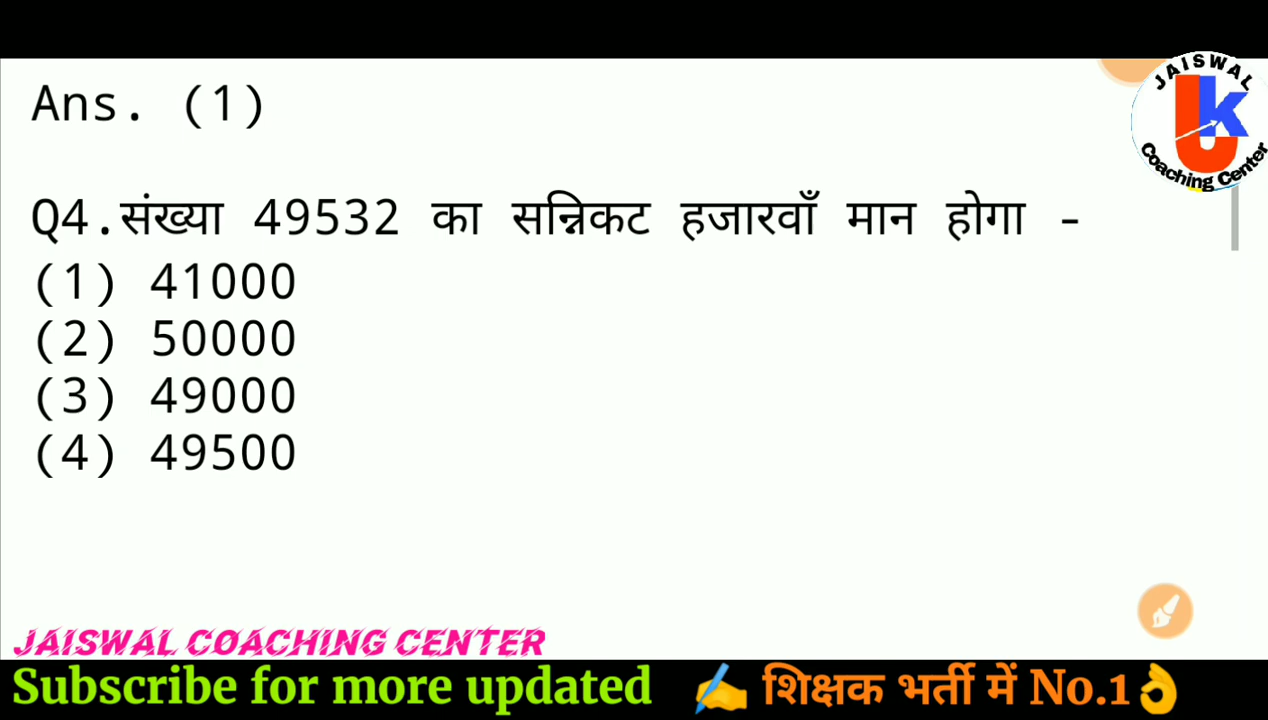 Ans. (1)
JAISWAL
JK
Coaching Center
Q4.संख्या 49532 का सन्निकट हजारवाँ मान होगा -
(1) 41000
(2) 50000
(3) 49000
(4) 49500
JAISWAL COACHING CENTER
Subscribe for more updated ✍️ शिक्षक भर्ती में No.1👌